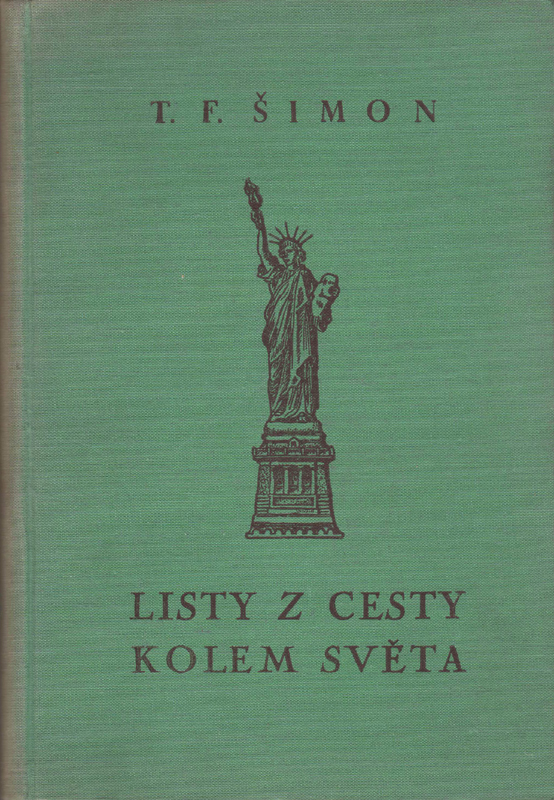 T. F. ŠIMON
LISTY Z CESTY
KOLEM SVĚTA